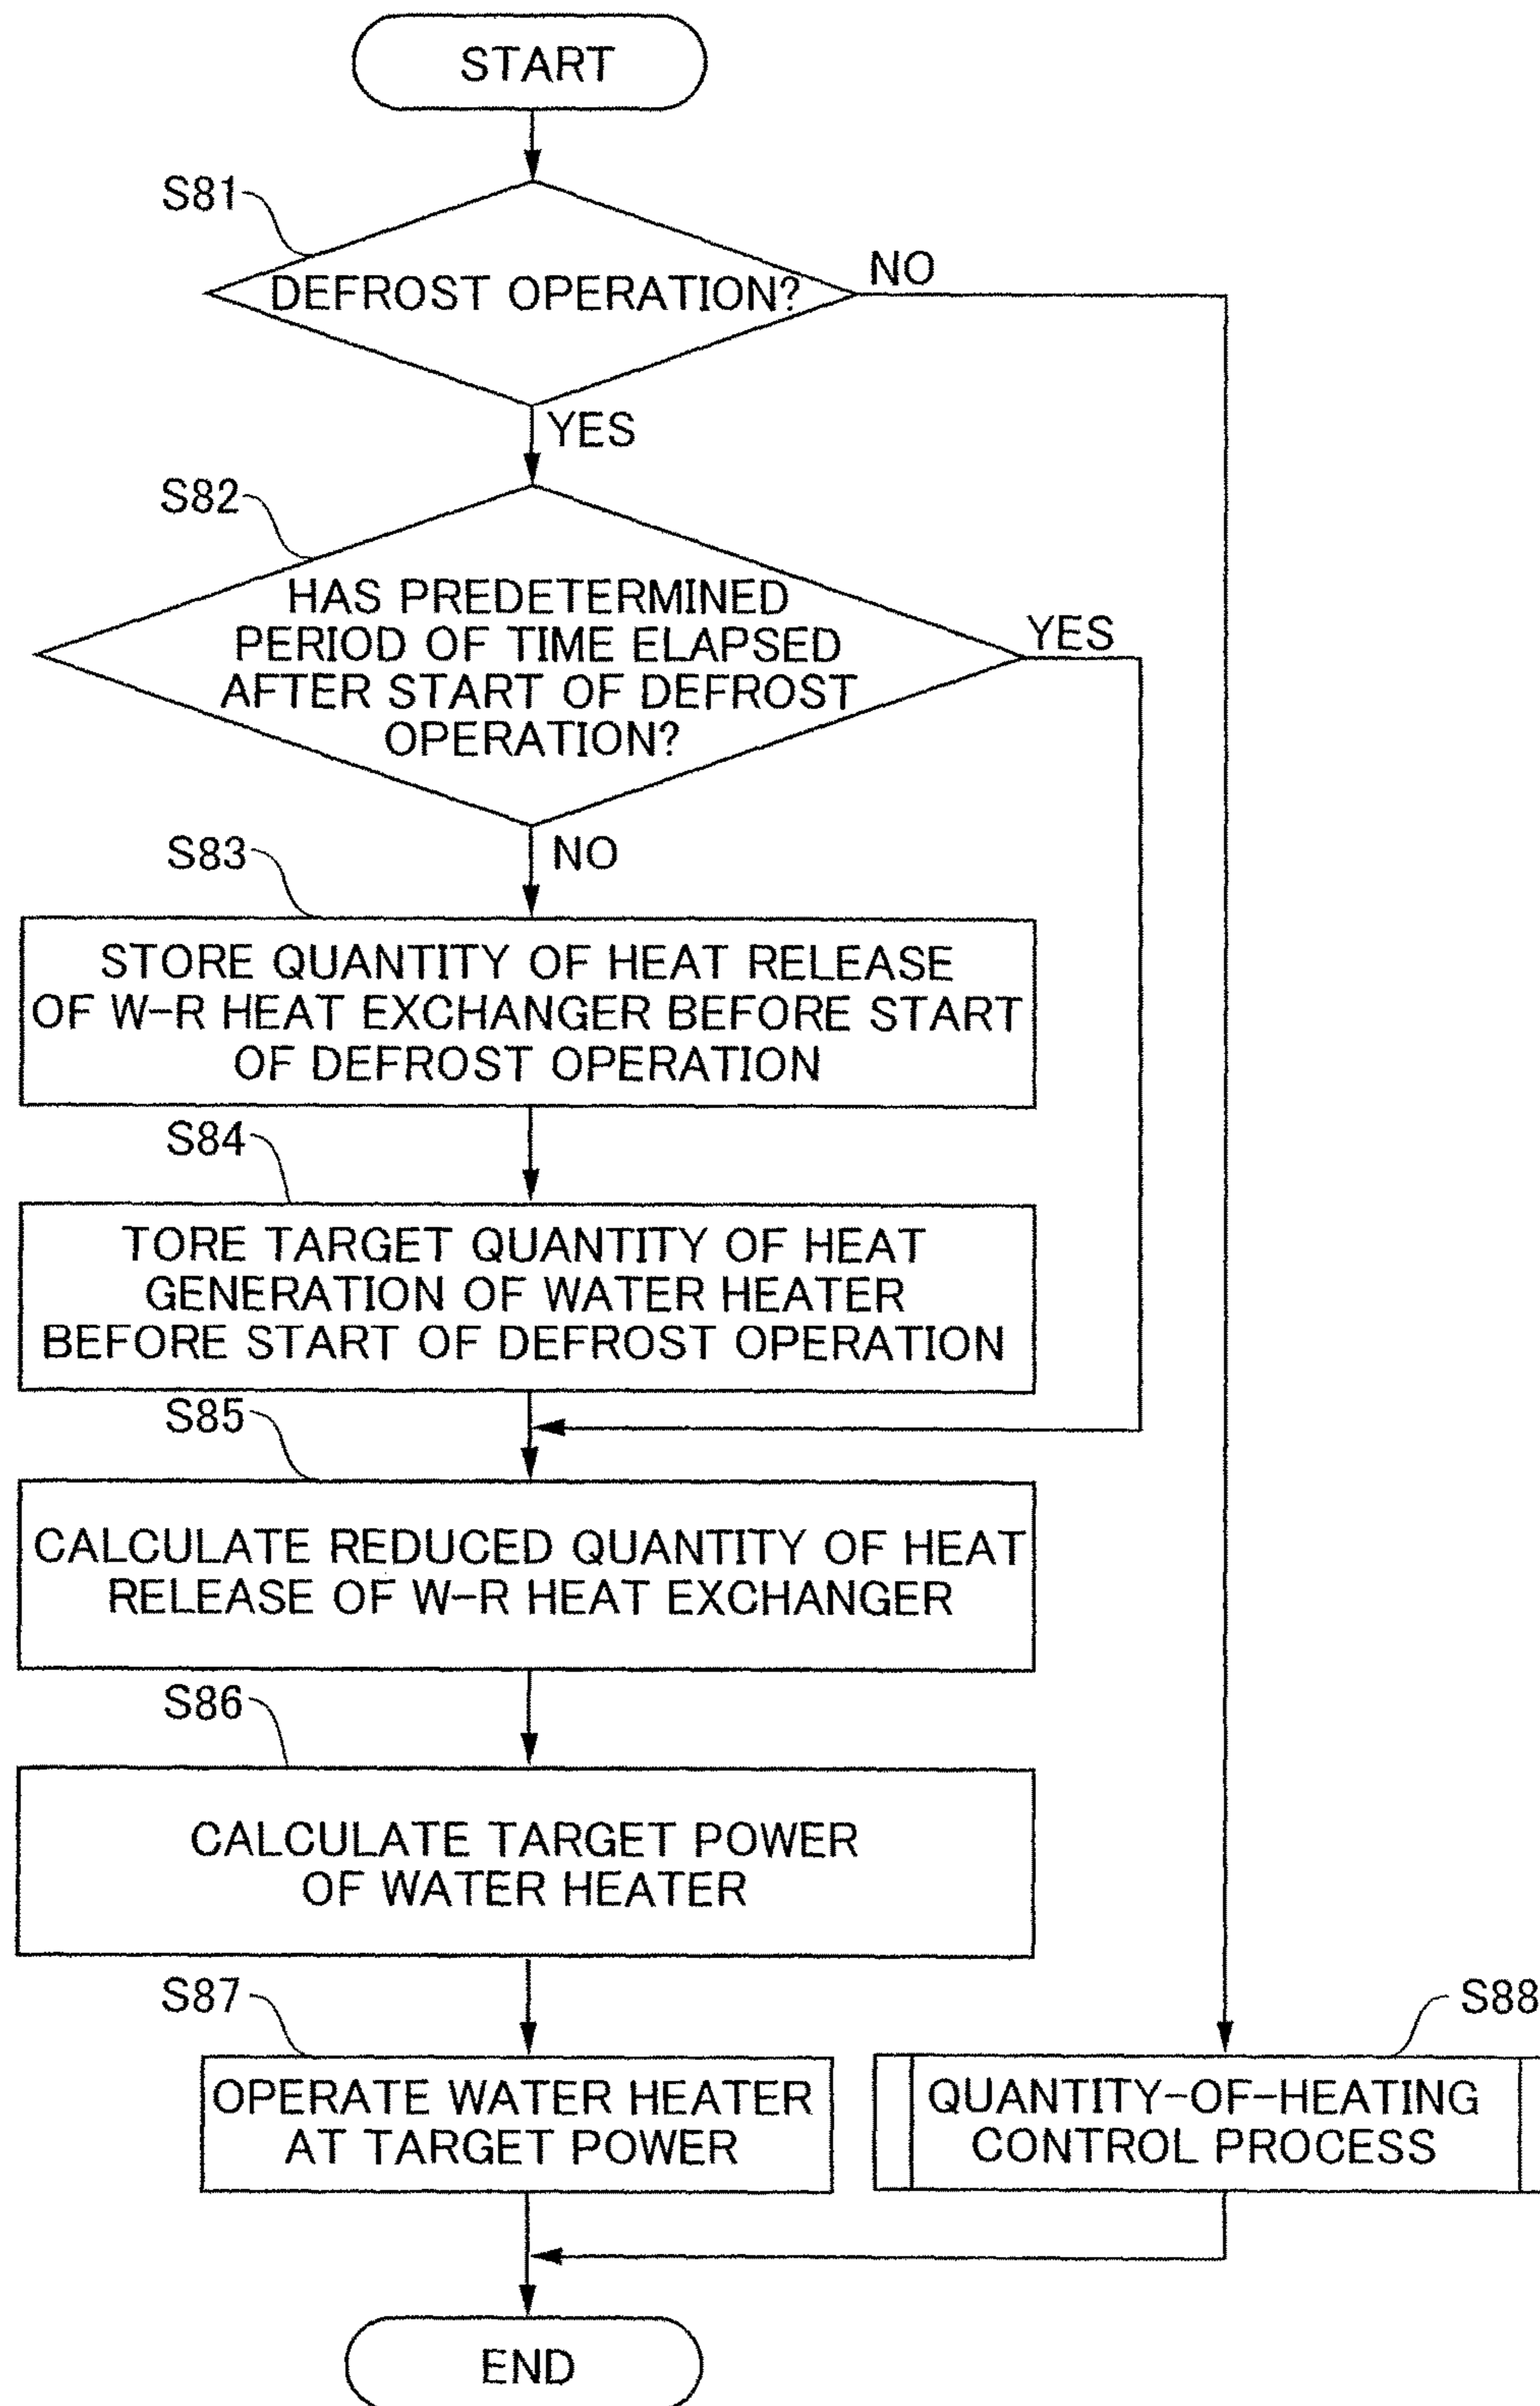 START
S81
DEFROST OPERATION?
NO
YES
S82
HAS PREDETERMINED
PERIOD OF TIME ELAPSED
AFTER START OF DEFROST
OPERATION?
YES
NO
S83
STORE QUANTITY OF HEAT RELEASE
OF W-R HEAT EXCHANGER BEFORE START
OF DEFROST OPERATION
S84
TORE TARGET QUANTITY OF HEAT
GENERATION OF WATER HEATER
BEFORE START OF DEFROST OPERATION
S85
CALCULATE REDUCED QUANTITY OF HEAT
RELEASE OF W-R HEAT EXCHANGER
S86
CALCULATE TARGET POWER
OF WATER HEATER
S87
OPERATE WATER HEATER
AT TARGET POWER
S88
QUANTITY-OF-HEATING
CONTROL PROCESS
END